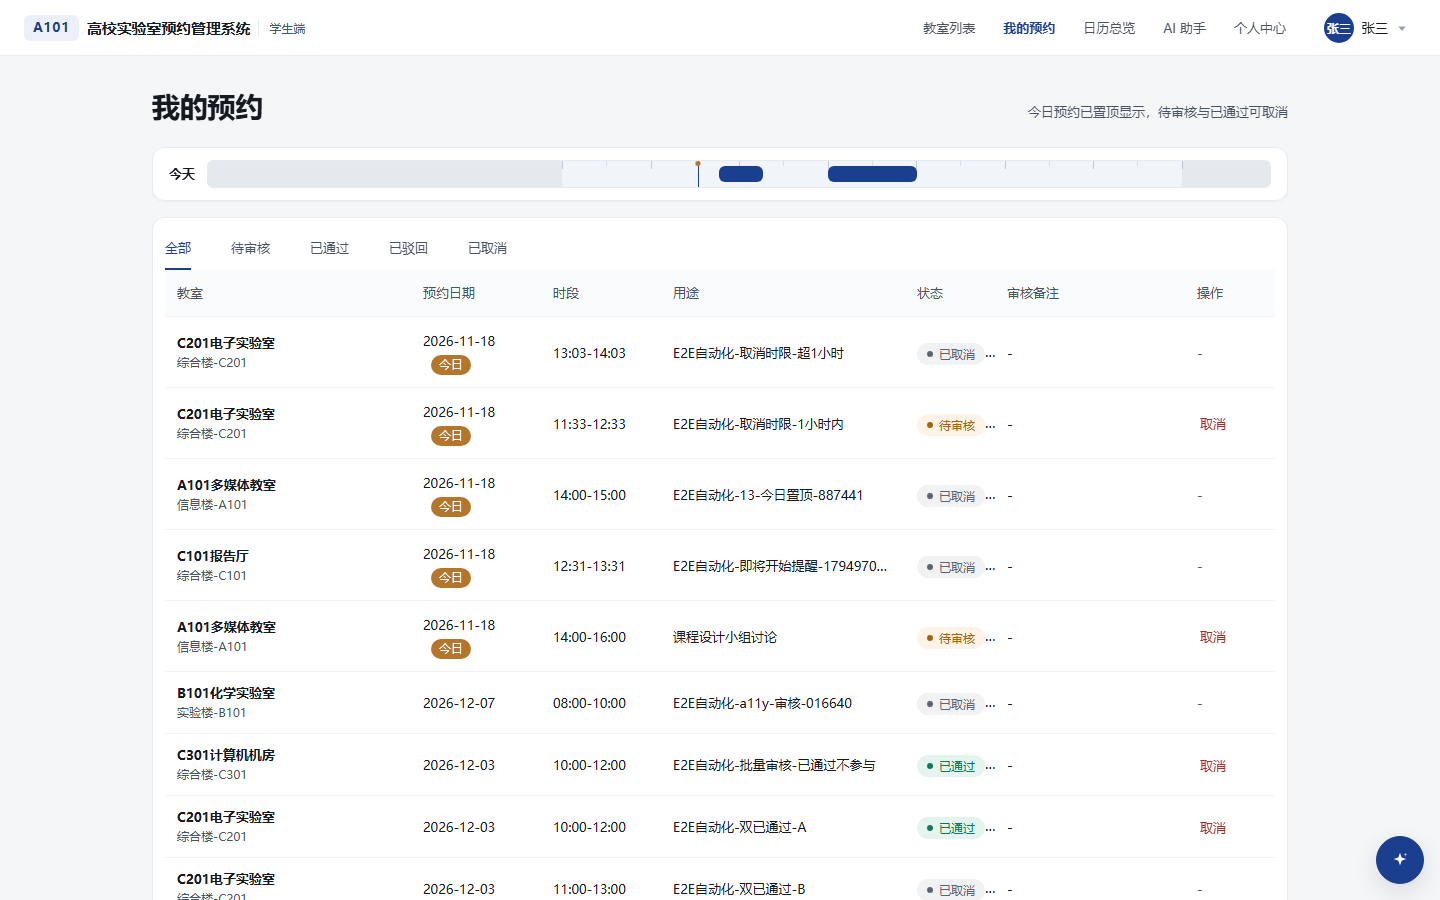 A101 高校实验室预约管理系统 学生端 教室列表 我的预约 日历总览 AI 助手 个人中心 张三 张三
我的预约
今日预约已置顶显示，待审核与已通过可取消
今天
全部 待审核 已通过 已驳回 已取消
教室 预约日期 时段 用途 状态 审核备注 操作
C201电子实验室
综合楼-C201
2026-11-18
今日
13:03-14:03 E2E自动化-取消时限-超1小时 已取消 ... - -
C201电子实验室
综合楼-C201
2026-11-18
今日
11:33-12:33 E2E自动化-取消时限-1小时内 待审核 ... - 取消
A101多媒体教室
信息楼-A101
2026-11-18
今日
14:00-15:00 E2E自动化-13-今日置顶-887441 已取消 ... - -
C101报告厅
综合楼-C101
2026-11-18
今日
12:31-13:31 E2E自动化-即将开始提醒-1794970... 已取消 ... - -
A101多媒体教室
信息楼-A101
2026-11-18
今日
14:00-16:00 课程设计小组讨论 待审核 ... - 取消
B101化学实验室
实验楼-B101
2026-12-07 08:00-10:00 E2E自动化-a11y-审核-016640 已取消 ... - -
C301计算机机房
综合楼-C301
2026-12-03 10:00-12:00 E2E自动化-批量审核-已通过不参与 已通过 ... - 取消
C201电子实验室
综合楼-C201
2026-12-03 10:00-12:00 E2E自动化-双已通过-A 已通过 ... - 取消
C201电子实验室
综合楼-C201
2026-12-03 11:00-13:00 E2E自动化-双已通过-B 已取消 ... - -